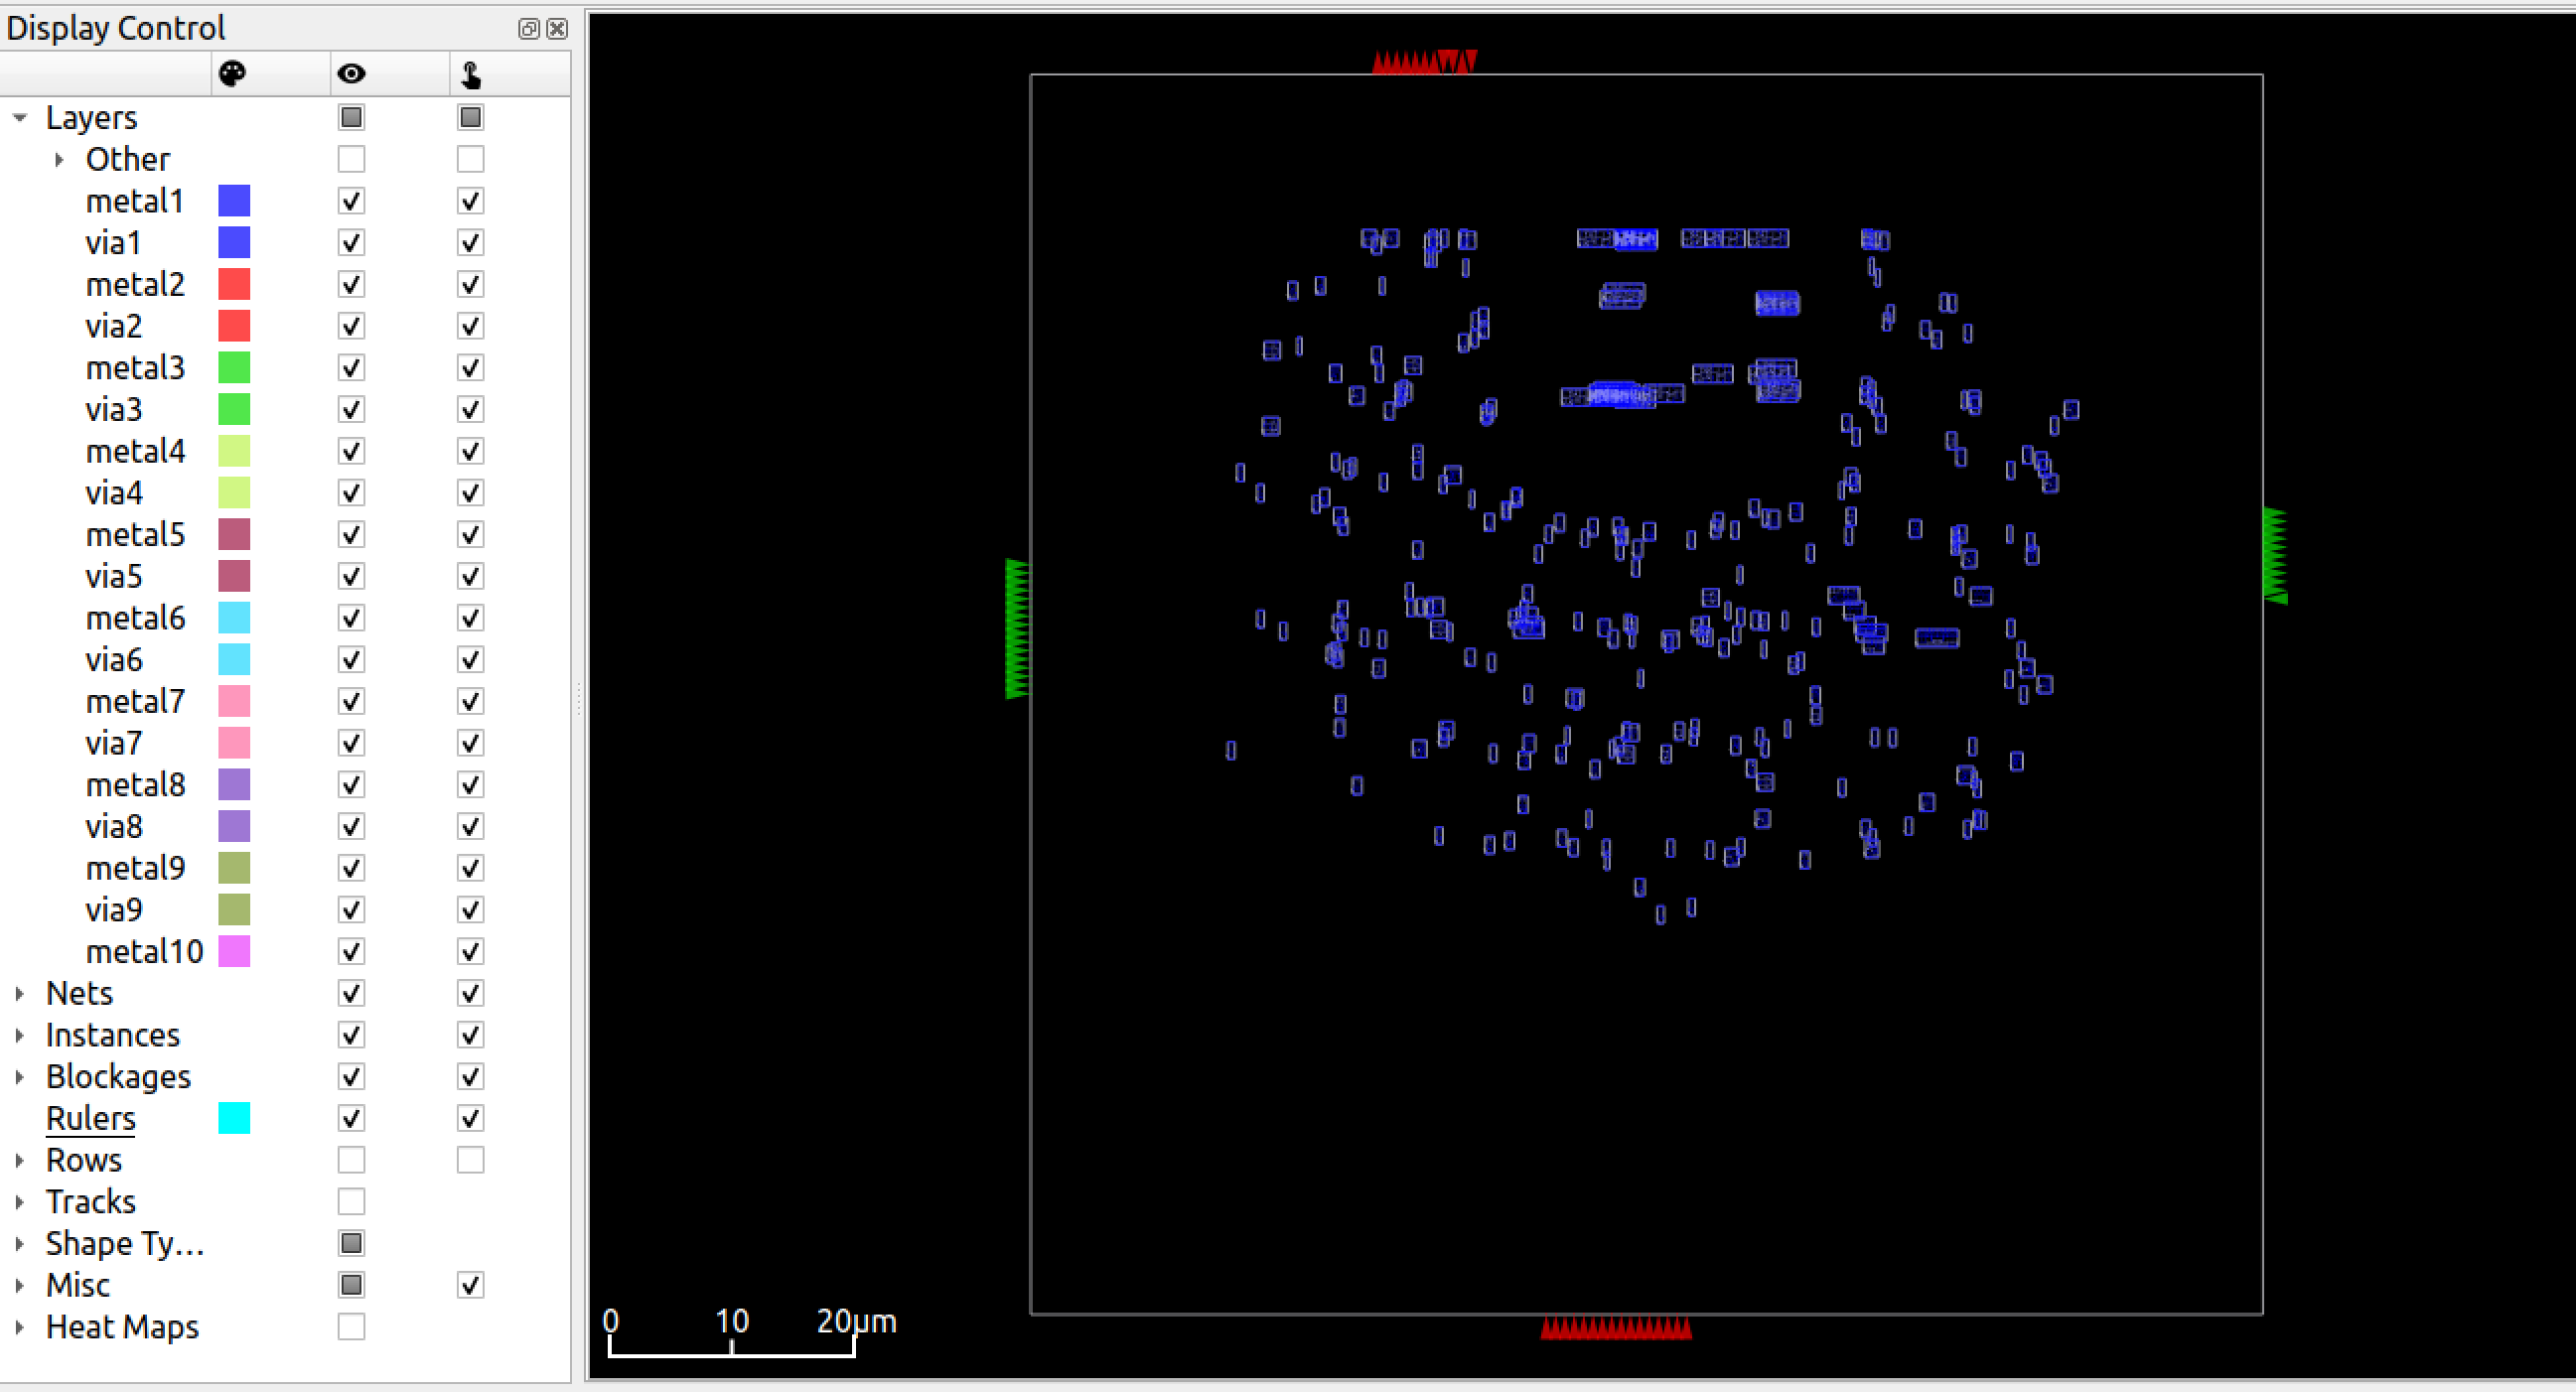 Display Control
Layers
Other
metal1
via1
metal2
via2
metal3
via3
metal4
via4
metal5
via5
metal6
via6
metal7
via7
metal8
via8
metal9
via9
metal10
Nets
Instances
Blockages
Rulers
Rows
Tracks
Shape Ty...
Misc
Heat Maps
0 10 20µm